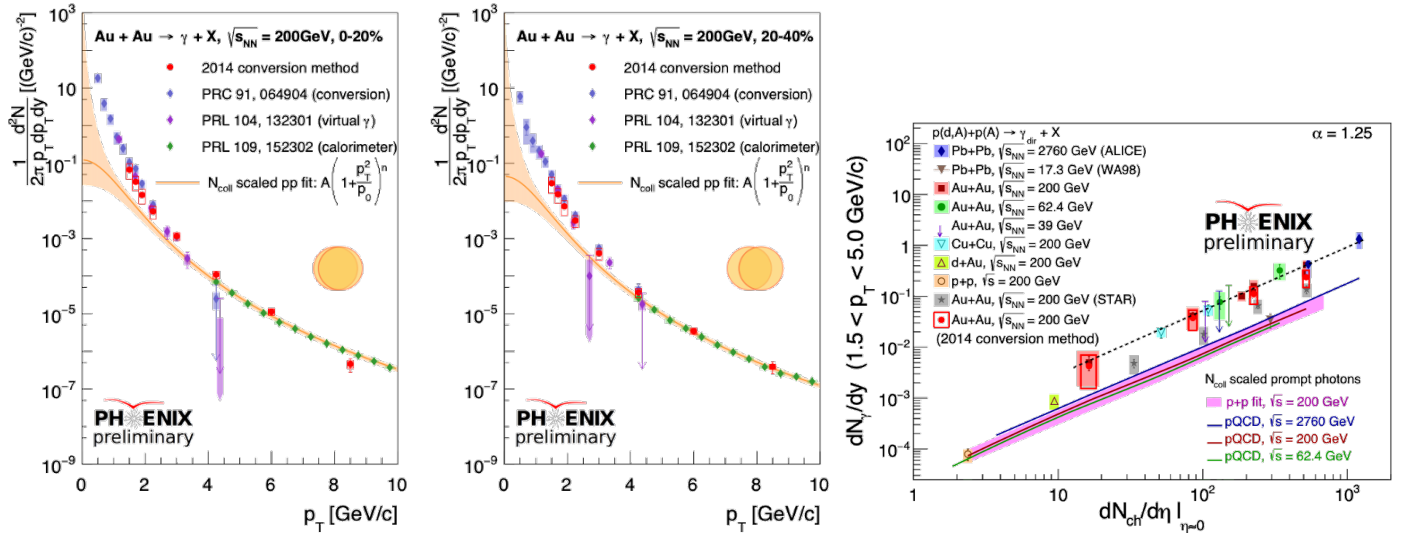 Au + Au → γ + X, √sNN = 200GeV, 0-20%
2014 conversion method
PRC 91, 064904 (conversion)
PRL 104, 132301 (virtual γ)
PRL 109, 152302 (calorimeter)
Ncoll scaled pp fit: A(1+p²T/p0)ⁿ
1/2π d²N/pT dpT dy [(GeV/c)⁻²]
10³
10
10⁻¹
10⁻³
10⁻⁵
10⁻⁷
10⁻⁹
PHENIX
preliminary
0 2 4 6 8 10
pT [GeV/c]
Au + Au → γ + X, √sNN = 200GeV, 20-40%
2014 conversion method
PRC 91, 064904 (conversion)
PRL 104, 132301 (virtual γ)
PRL 109, 152302 (calorimeter)
Ncoll scaled pp fit: A(1+p²T/p0)ⁿ
1/2π d²N/pT dpT dy [(GeV/c)⁻²]
10³
10
10⁻¹
10⁻³
10⁻⁵
10⁻⁷
10⁻⁹
PHENIX
preliminary
0 2 4 6 8 10
pT [GeV/c]
p(d,A)+p(A) → γdir + X
α = 1.25
Pb+Pb, √sNN = 2760 GeV (ALICE)
Pb+Pb, √sNN = 17.3 GeV (WA98)
Au+Au, √sNN = 200 GeV
Au+Au, √sNN = 62.4 GeV
Au+Au, √sNN = 39 GeV
Cu+Cu, √sNN = 200 GeV
d+Au, √sNN = 200 GeV
p+p, √s = 200 GeV
Au+Au, √sNN = 200 GeV (STAR)
Au+Au, √sNN = 200 GeV
(2014 conversion method)
PHENIX
preliminary
dNγ/dy (1.5 < pT < 5.0 GeV/c)
10²
10
1
10⁻¹
10⁻²
10⁻³
10⁻⁴
Ncoll scaled prompt photons
p+p fit, √s = 200 GeV
pQCD, √s = 2760 GeV
pQCD, √s = 200 GeV
pQCD, √s = 62.4 GeV
1 10 10² 10³
dNch/dη |η≈0